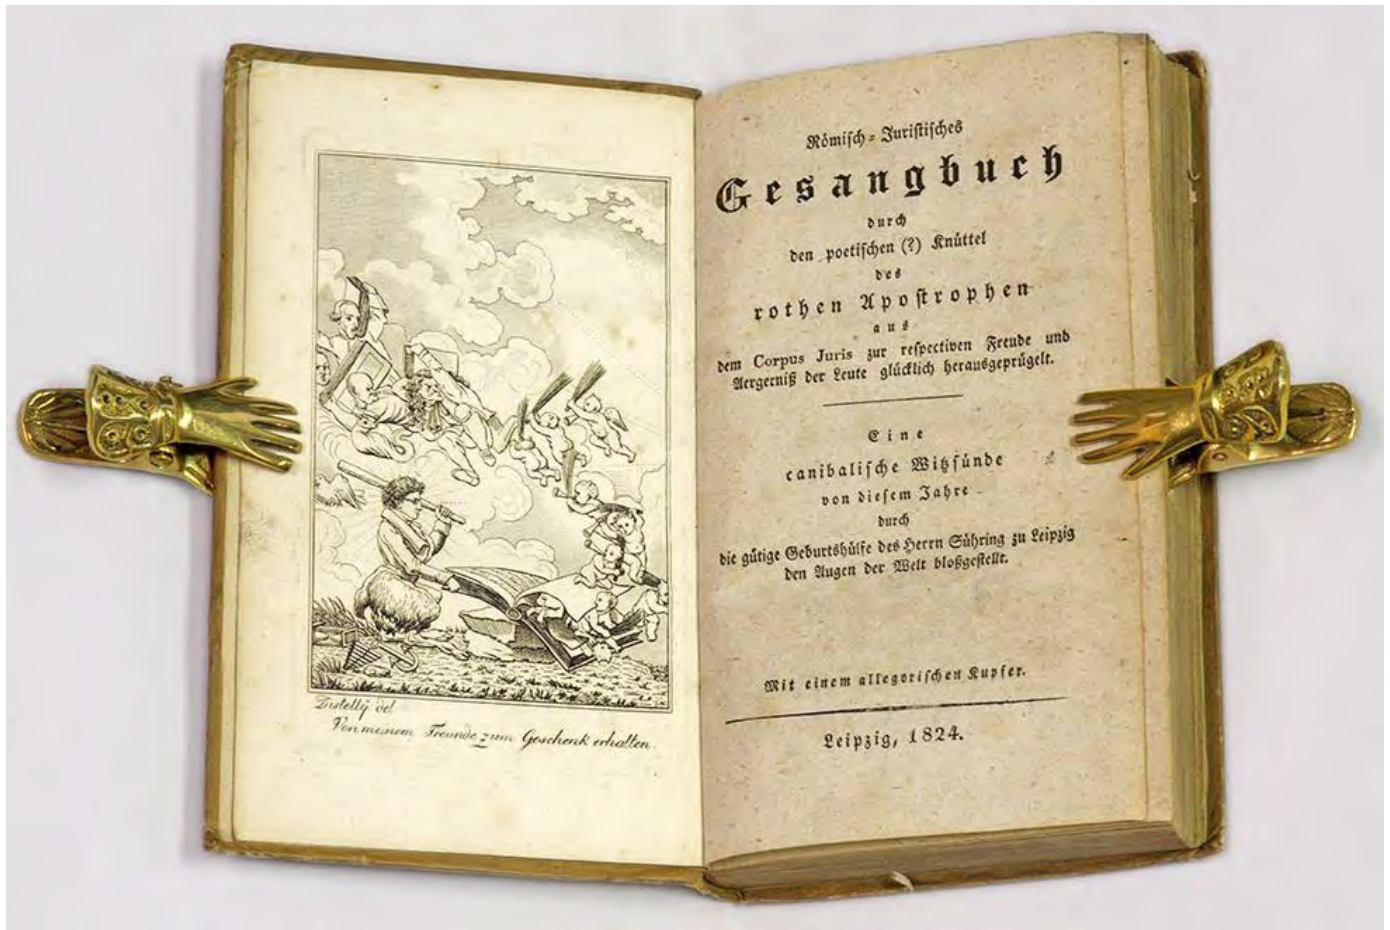 Distellÿ del
Von meinem Freunde zum Geschenk erhalten.
Römisch-Juristisches
Gesangbuch
durch
den poetischen (?) Knüttel
des
rothen Apostrophen
aus
dem Corpus Juris zur respectiven Freude und
Aergerniß der Leute glücklich herausgeprügelt.
Eine
canibalische Witzsünde
von diesem Jahre
durch
die gütige Geburtshülfe des Herrn Sühring zu Leipzig
den Augen der Welt bloßgestellt.
Mit einem allegorischen Kupfer.
Leipzig, 1824.